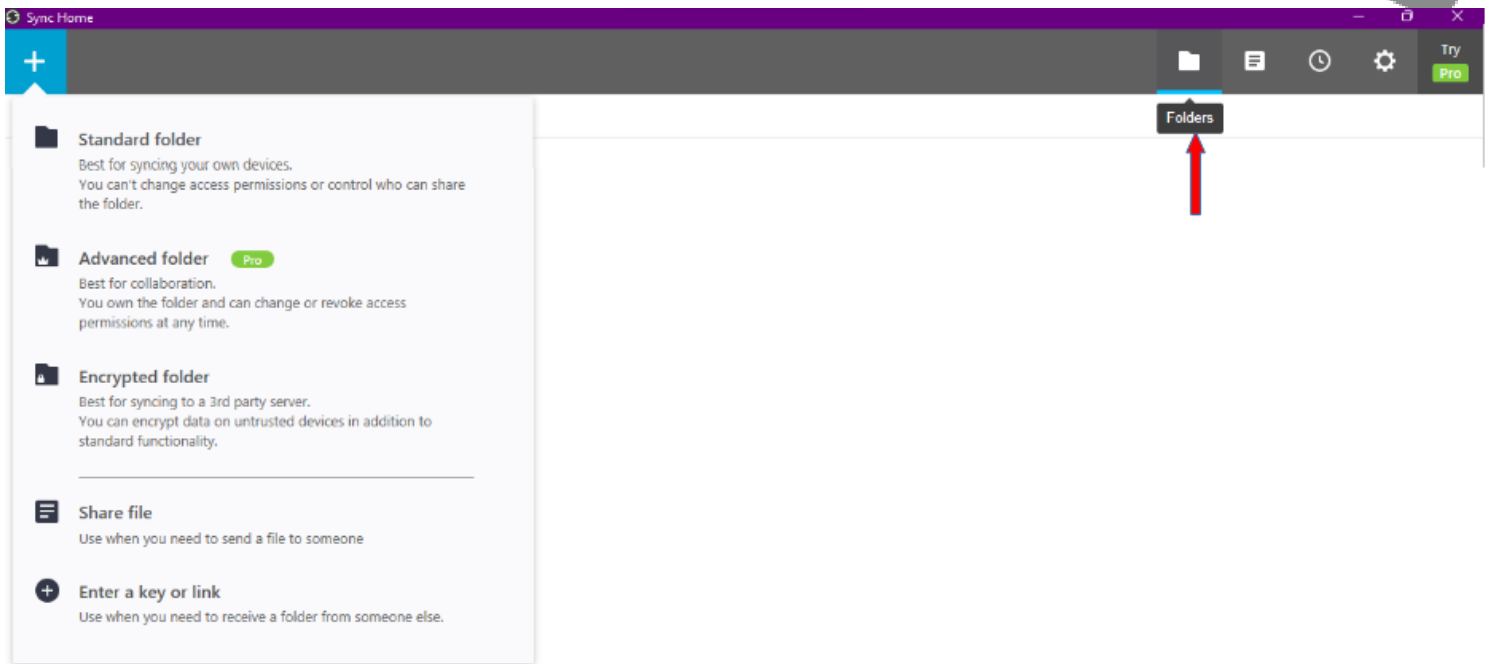 Sync Home
Try
Pro
Folders
Standard folder
Best for syncing your own devices.
You can't change access permissions or control who can share
the folder.
Advanced folder Pro
Best for collaboration.
You own the folder and can change or revoke access
permissions at any time.
Encrypted folder
Best for syncing to a 3rd party server.
You can encrypt data on untrusted devices in addition to
standard functionality.
Share file
Use when you need to send a file to someone
Enter a key or link
Use when you need to receive a folder from someone else.